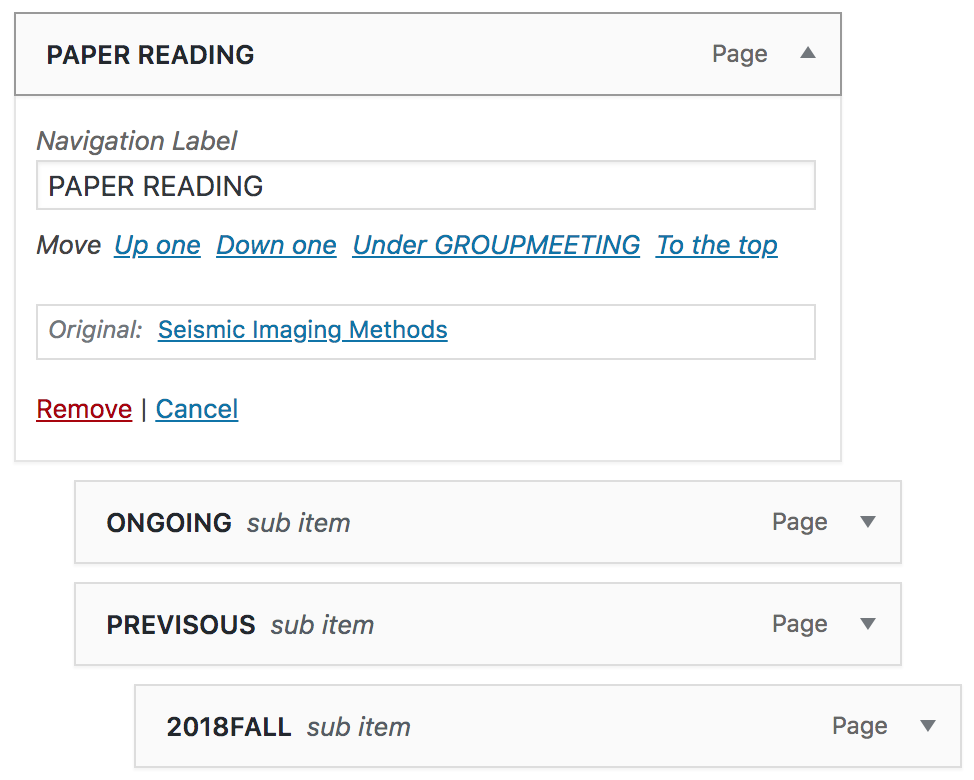 PAPER READING Page
Navigation Label
PAPER READING
Move Up one Down one Under GROUPMEETING To the top
Original: Seismic Imaging Methods
Remove | Cancel
ONGOING sub item Page
PREVISOUS sub item Page
2018FALL sub item Page